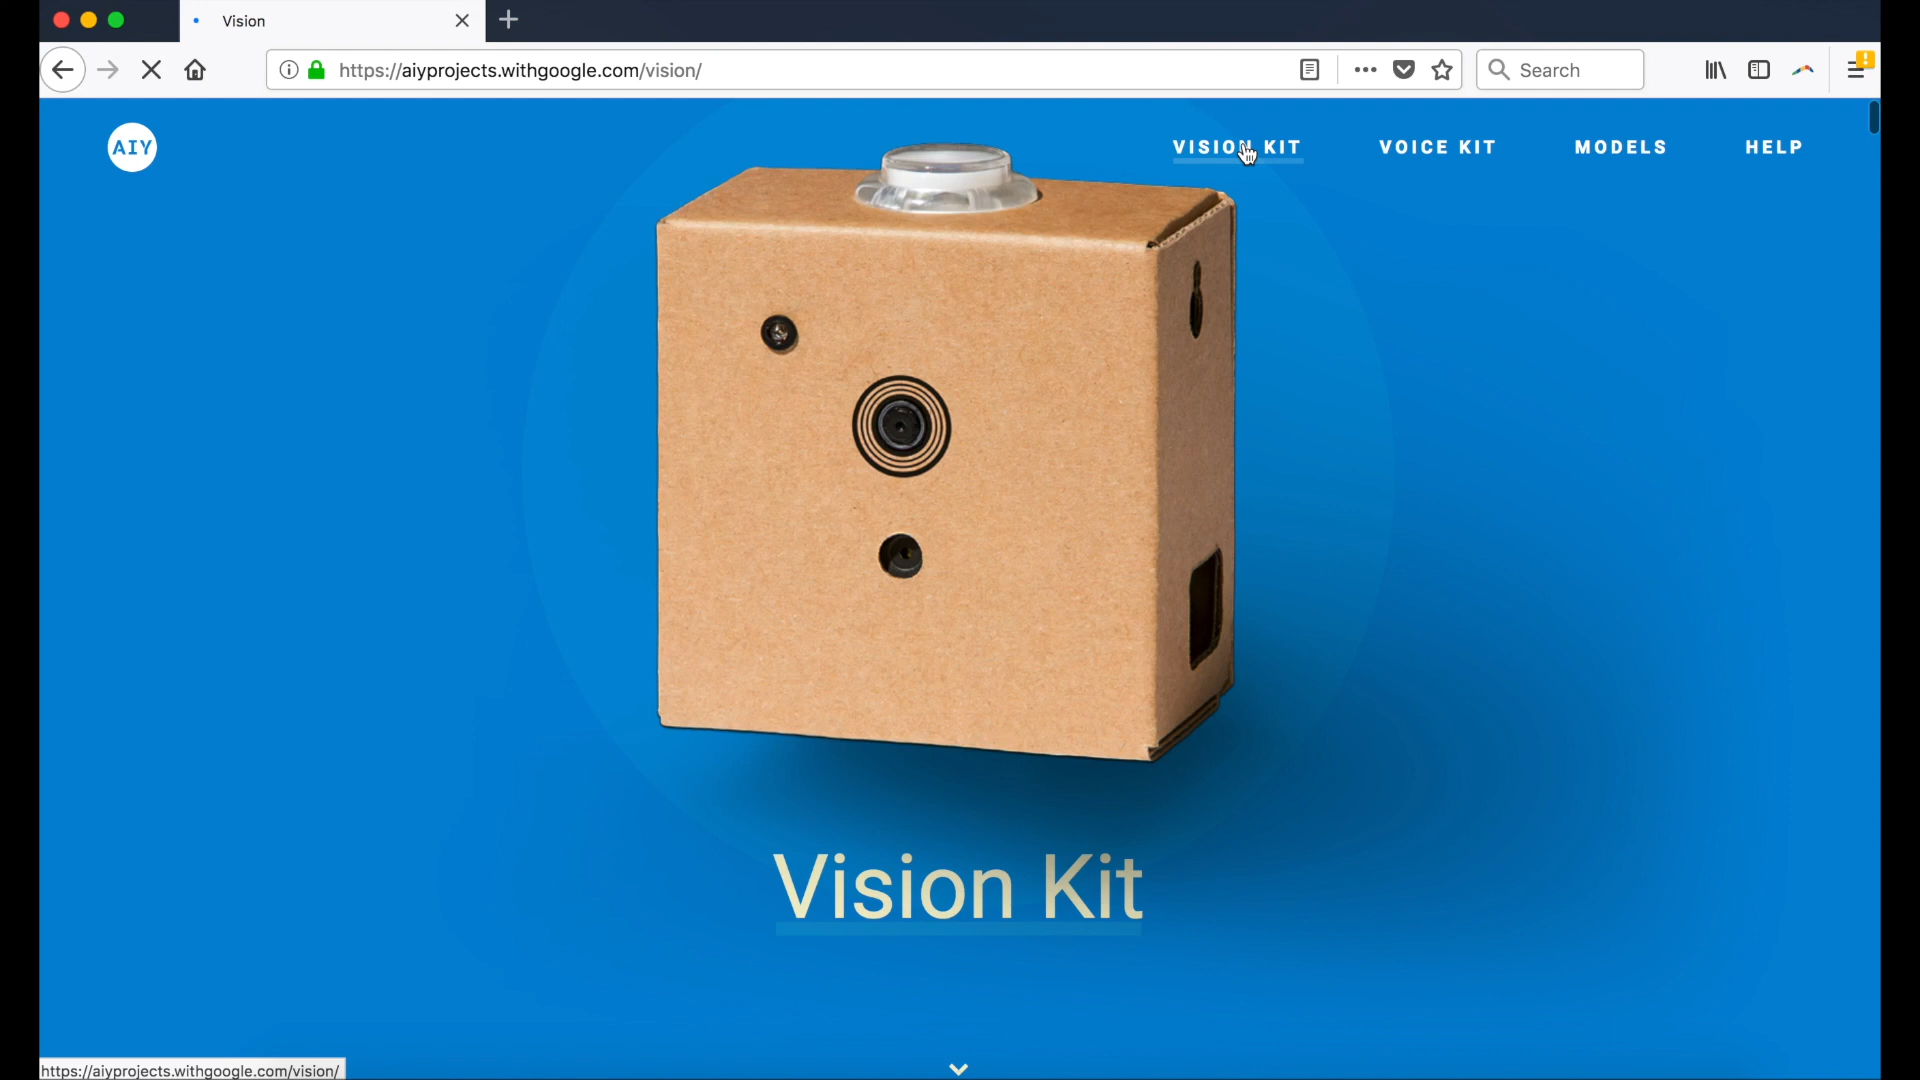 Vision
https://aiyprojects.withgoogle.com/vision/
Search
AIY
VISION KIT
VOICE KIT
MODELS
HELP
Vision Kit
https://aiyprojects.withgoogle.com/vision/